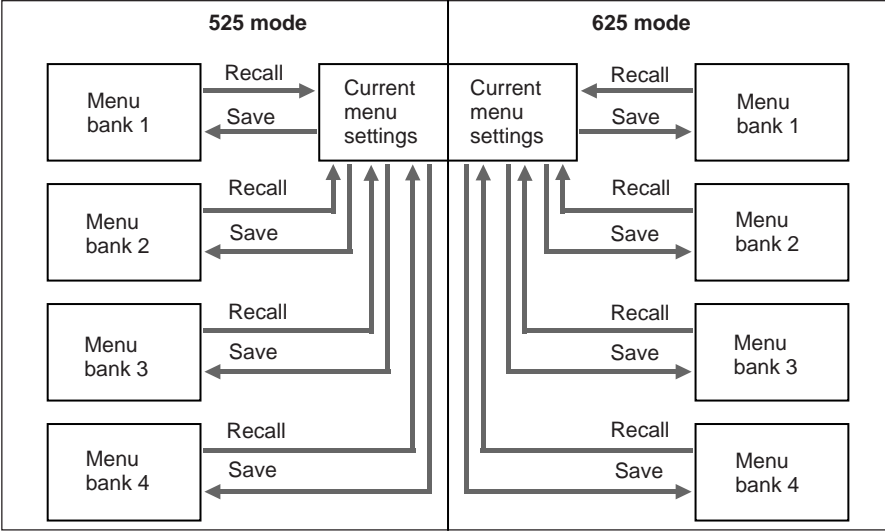 525 mode
625 mode
Menu
bank 1
Recall
Save
Current
menu
settings
Current
menu
settings
Recall
Save
Menu
bank 1
Menu
bank 2
Recall
Save
Recall
Save
Menu
bank 2
Menu
bank 3
Recall
Save
Recall
Save
Menu
bank 3
Menu
bank 4
Recall
Save
Recall
Save
Menu
bank 4